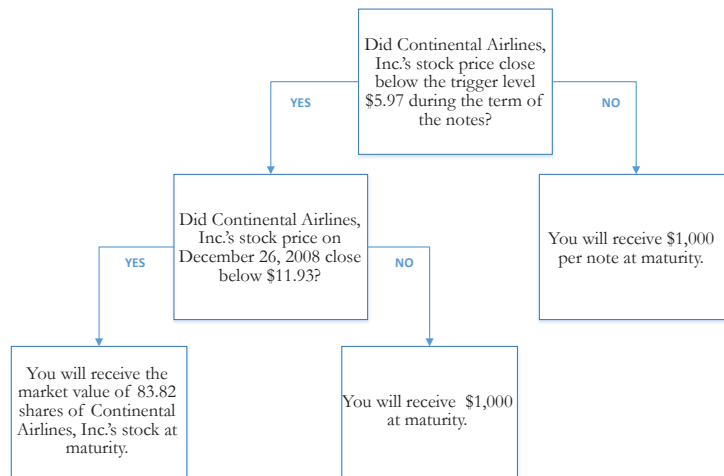 Did Continental Airlines,
Inc.'s stock price close
below the trigger level
$5.97 during the term of
the notes?
YES
NO
Did Continental Airlines,
Inc.'s stock price on
December 26, 2008 close
below $11.93?
You will receive $1,000
per note at maturity.
YES
NO
You will receive the
market value of 83.82
shares of Continental
Airlines, Inc.'s stock at
maturity.
You will receive $1,000
at maturity.